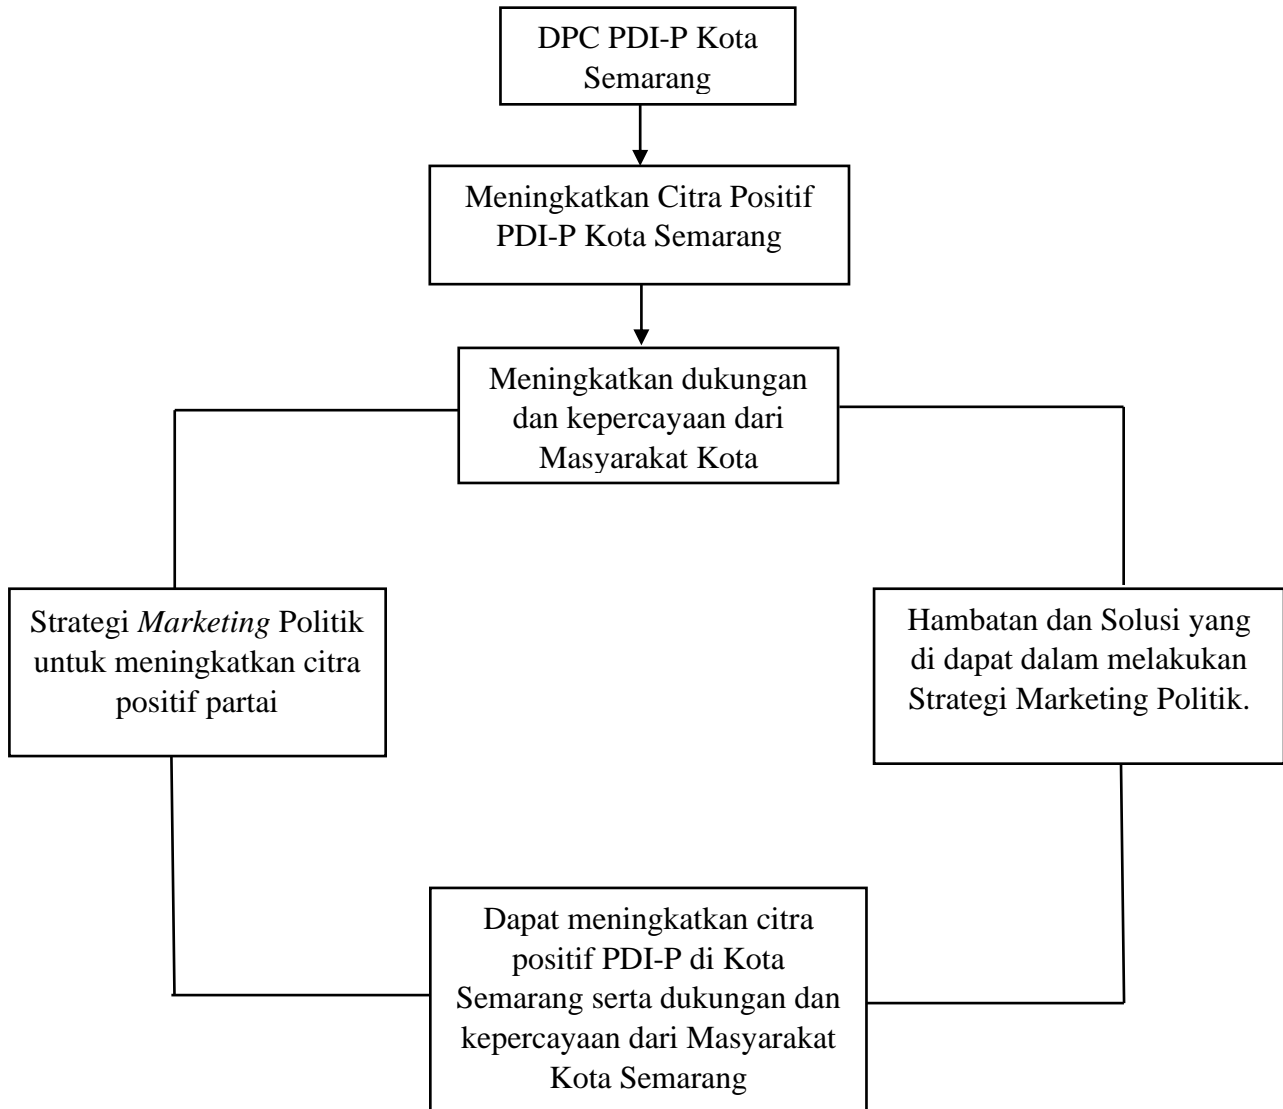 DPC PDI-P Kota
Semarang
Meningkatkan Citra Positif
PDI-P Kota Semarang
Meningkatkan dukungan
dan kepercayaan dari
Masyarakat Kota
Strategi Marketing Politik
untuk meningkatkan citra
positif partai
Hambatan dan Solusi yang
di dapat dalam melakukan
Strategi Marketing Politik.
Dapat meningkatkan citra
positif PDI-P di Kota
Semarang serta dukungan dan
kepercayaan dari Masyarakat
Kota Semarang